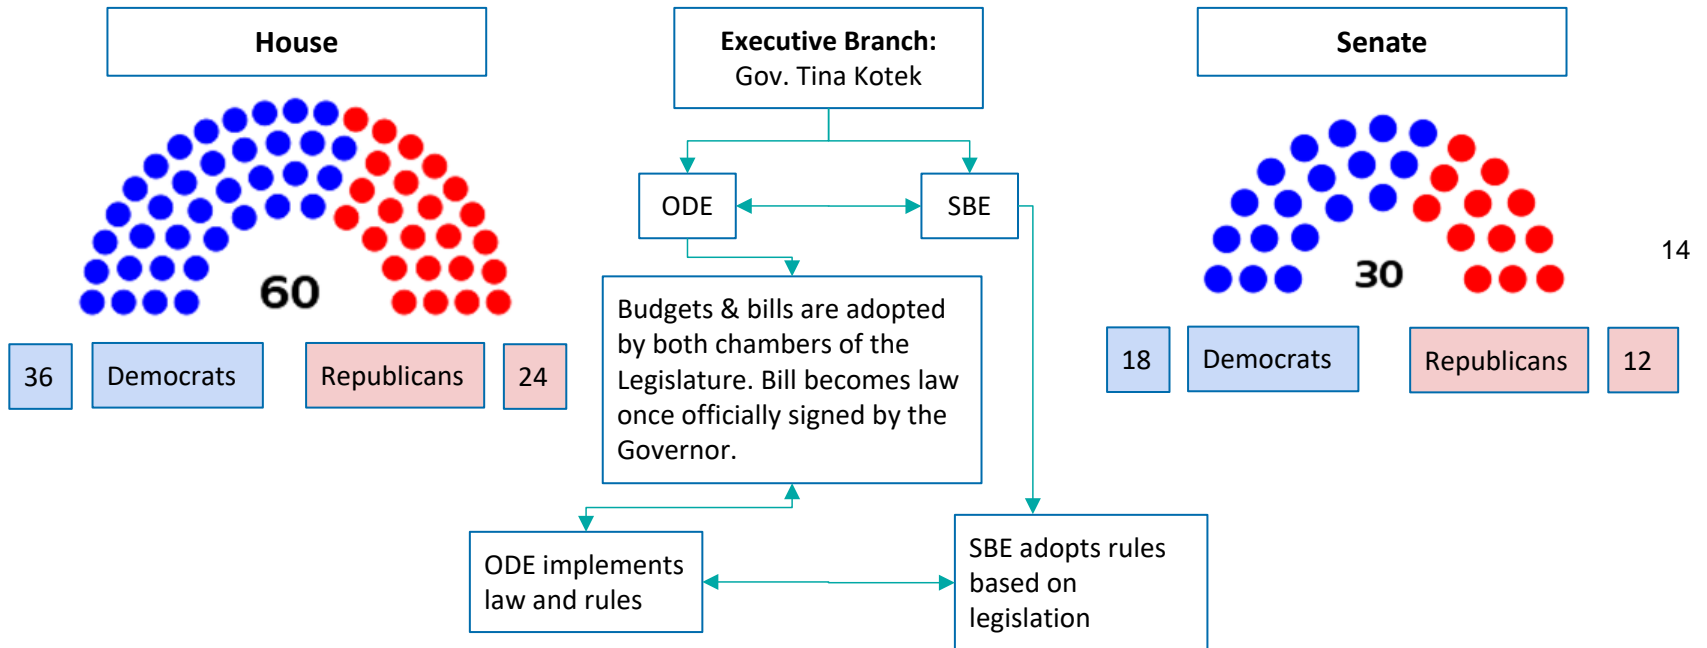 House
Executive Branch:
Gov. Tina Kotek
Senate
ODE
SBE
60
30
14
Budgets & bills are adopted
by both chambers of the
Legislature. Bill becomes law
once officially signed by the
Governor.
36
Democrats
Republicans
24
18
Democrats
Republicans
12
ODE implements
law and rules
SBE adopts rules
based on
legislation